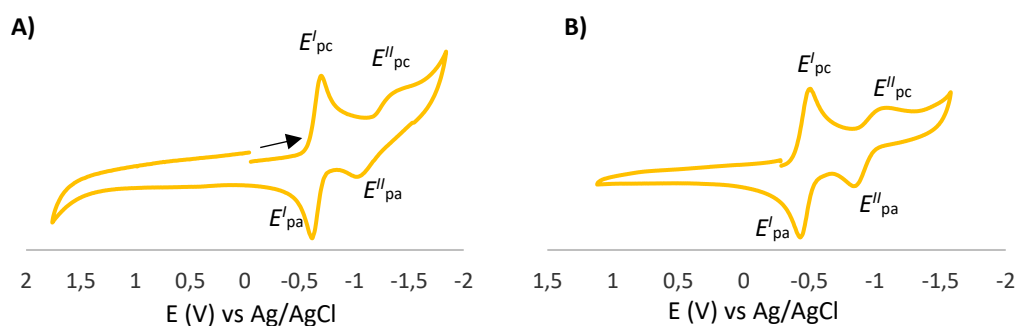 A)
E^I_pc
E^II_pc
E^I_pa
E^II_pa
2 1,5 1 0,5 0 -0,5 -1 -1,5 -2
E (V) vs Ag/AgCl
B)
E^I_pc
E^II_pc
E^I_pa
E^II_pa
1,5 1 0,5 0 -0,5 -1 -1,5 -2
E (V) vs Ag/AgCl